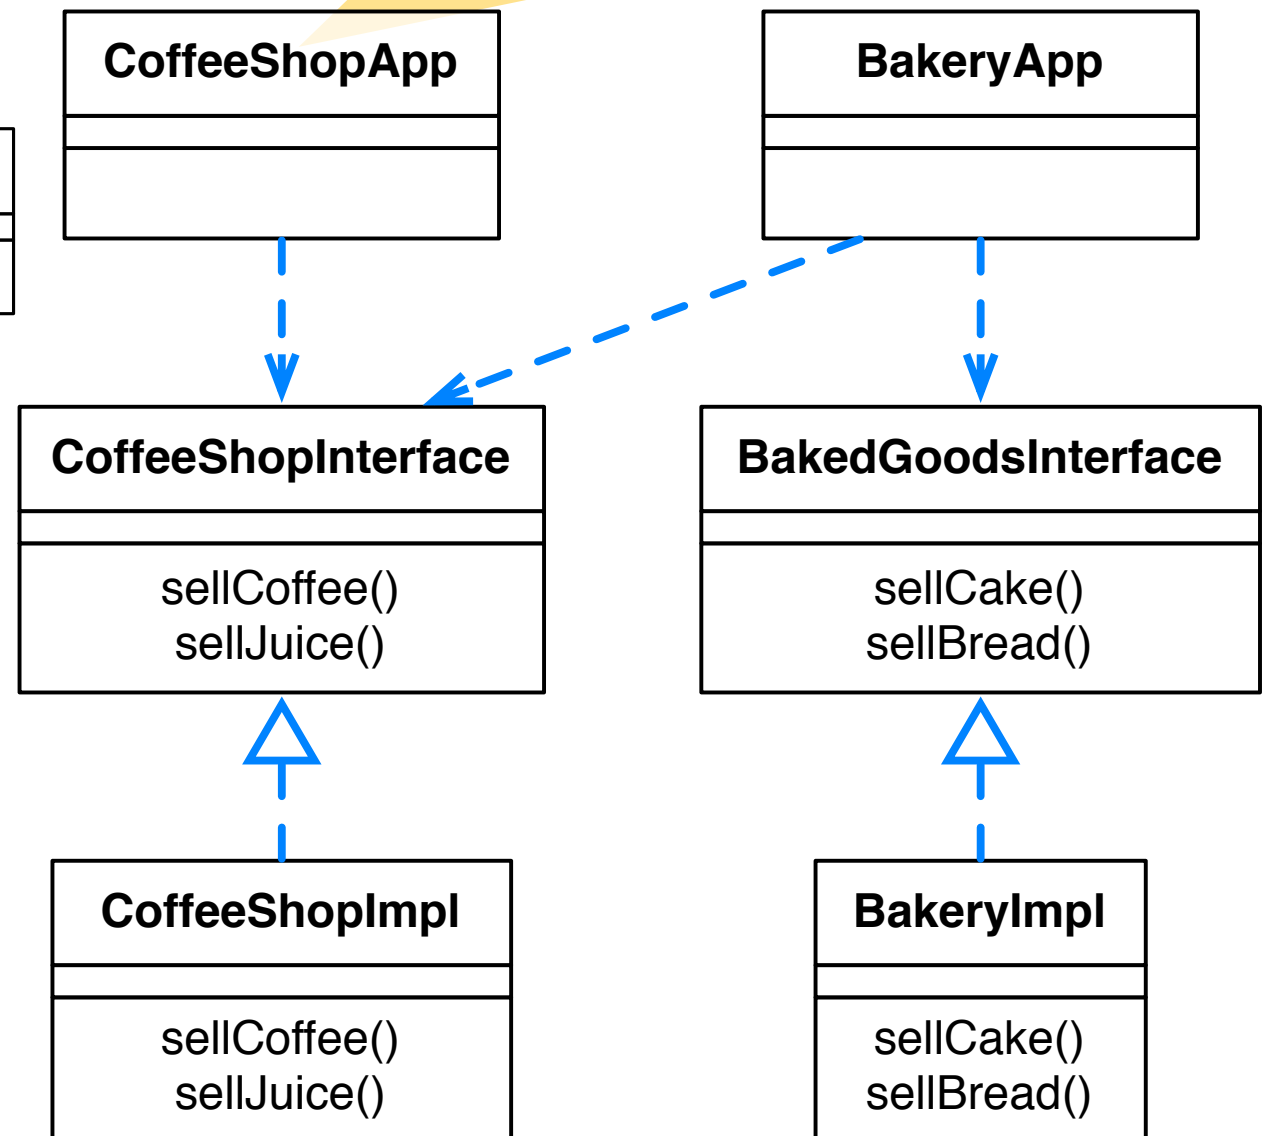 CoffeeShopApp
BakeryApp
CoffeeShopInterface
sellCoffee()
sellJuice()
BakedGoodsInterface
sellCake()
sellBread()
CoffeeShopImpl
sellCoffee()
sellJuice()
BakeryImpl
sellCake()
sellBread()